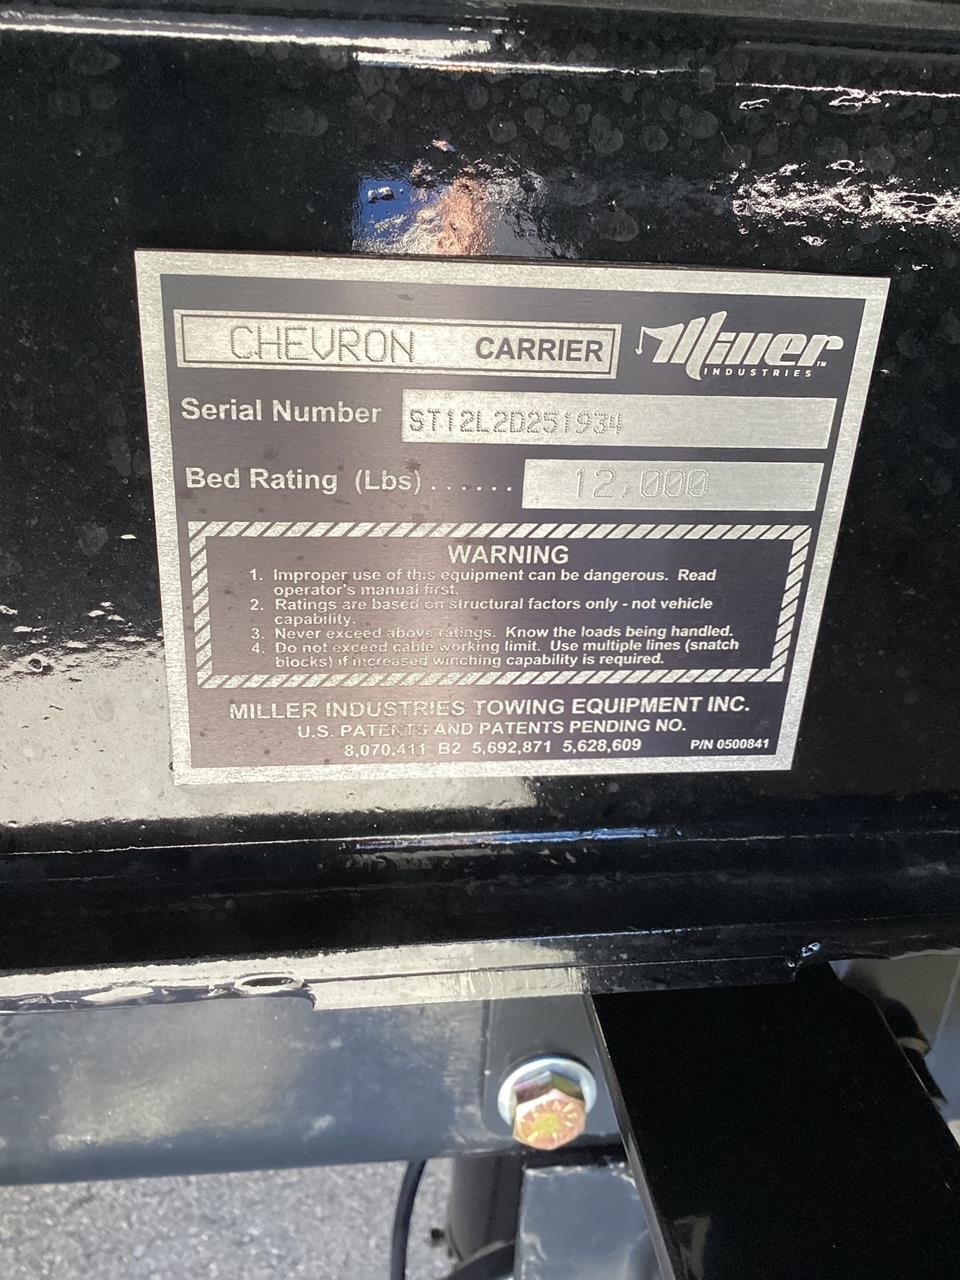 CHEVRON CARRIER
Miller™
INDUSTRIES
Serial Number ST12L2D251934
Bed Rating (Lbs) ...... 12,000
WARNING
1. Improper use of this equipment can be dangerous. Read
operator's manual first.
2. Ratings are based on structural factors only - not vehicle
capability.
3. Never exceed above ratings. Know the loads being handled.
4. Do not exceed cable working limit. Use multiple lines (snatch
blocks) if increased winching capability is required.
MILLER INDUSTRIES TOWING EQUIPMENT INC.
U.S. PATENTS AND PATENTS PENDING NO.
8,070,411 B2 5,692,871 5,628,609 P/N 0500841